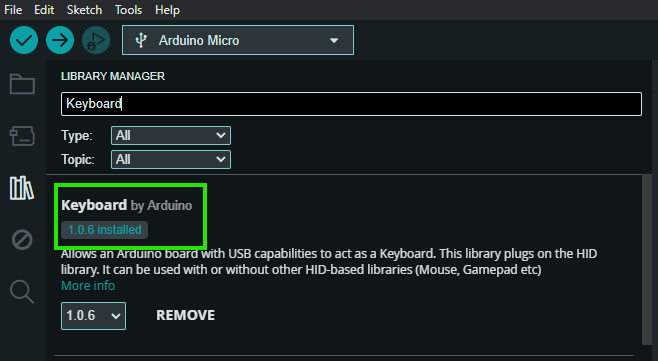 File Edit Sketch Tools Help
Arduino Micro
LIBRARY MANAGER
Keyboard
Type: All
Topic: All
Keyboard by Arduino
1.0.6 installed
Allows an Arduino board with USB capabilities to act as a Keyboard. This library plugs on the HID
library. It can be used with or without other HID-based libraries (Mouse, Gamepad etc)
More info
1.0.6 REMOVE